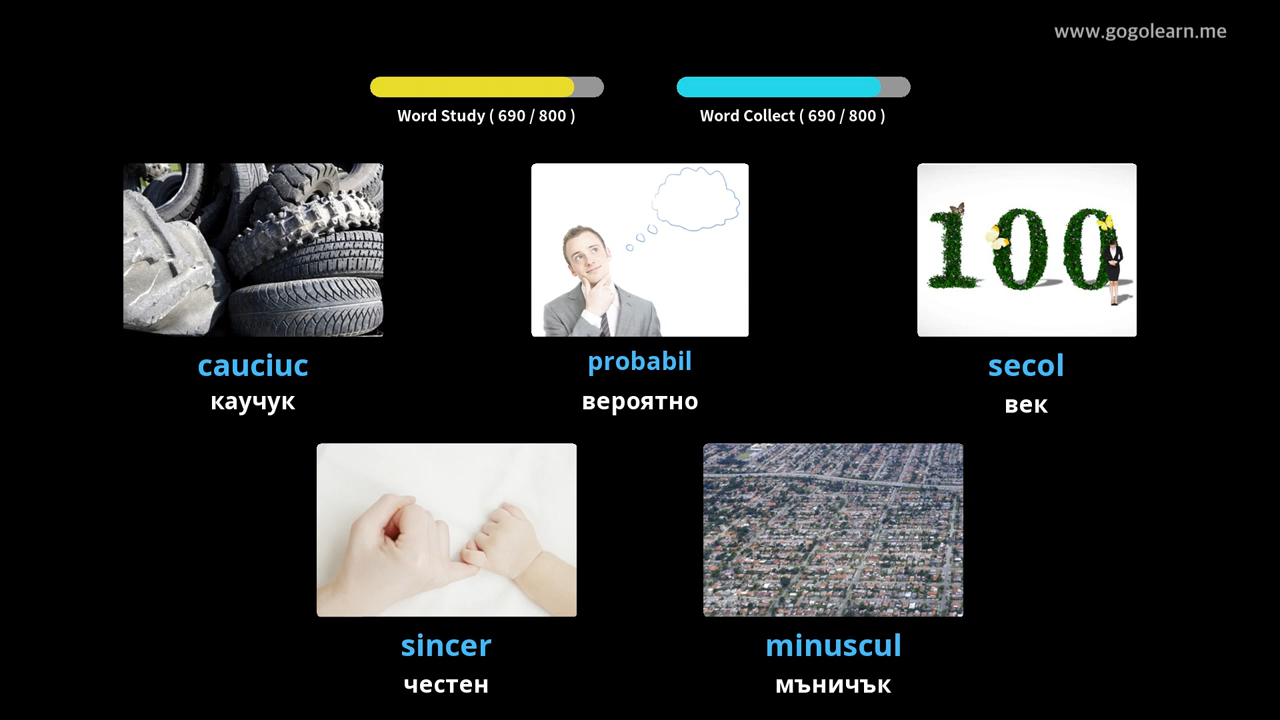 www.gogolearn.me
Word Study ( 690 / 800 )
Word Collect ( 690 / 800 )
100
cauciuc
probabil
secol
каучук
вероятно
век
sincer
minuscul
честен
мъничък